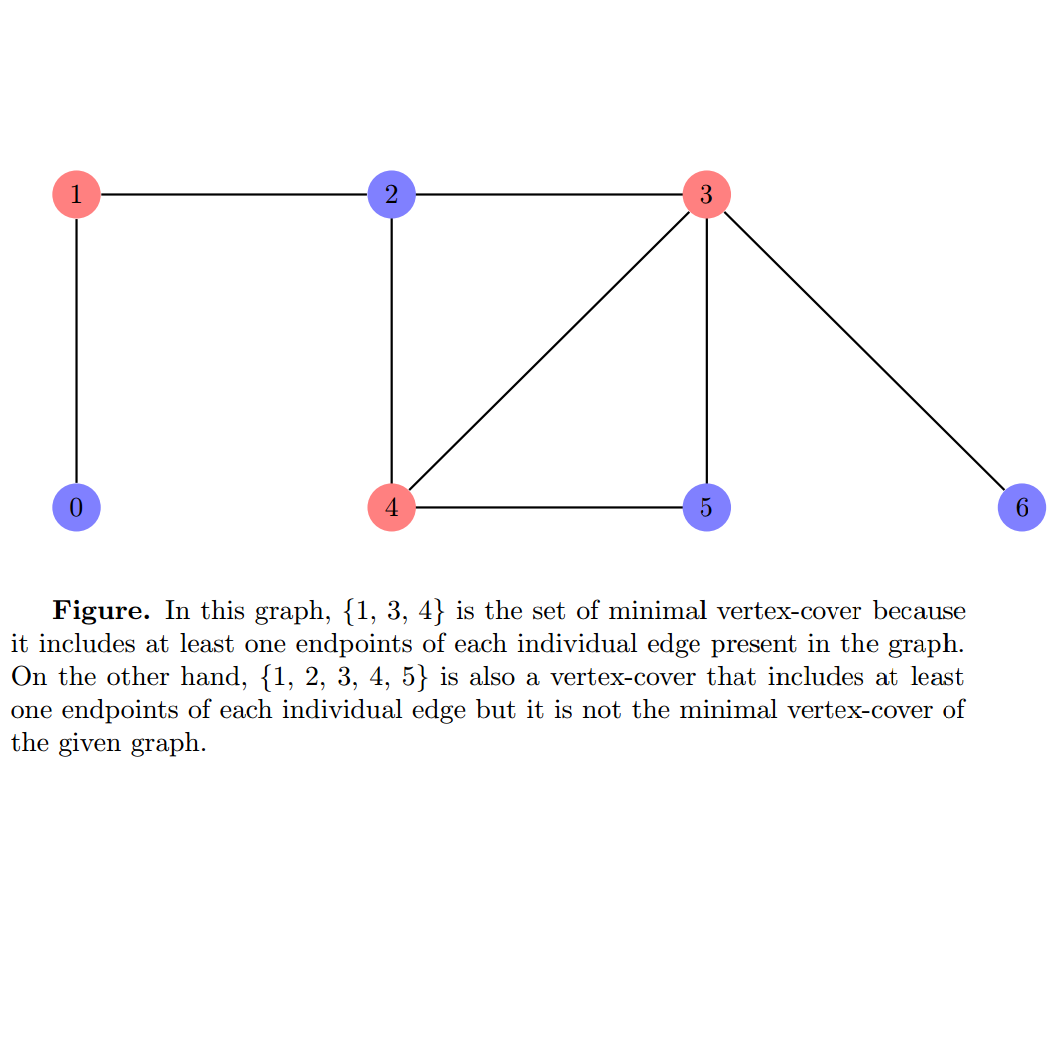 1
2
3
0
4
5
6
Figure. In this graph, {1, 3, 4} is the set of minimal vertex-cover because
it includes at least one endpoints of each individual edge present in the graph.
On the other hand, {1, 2, 3, 4, 5} is also a vertex-cover that includes at least
one endpoints of each individual edge but it is not the minimal vertex-cover of
the given graph.